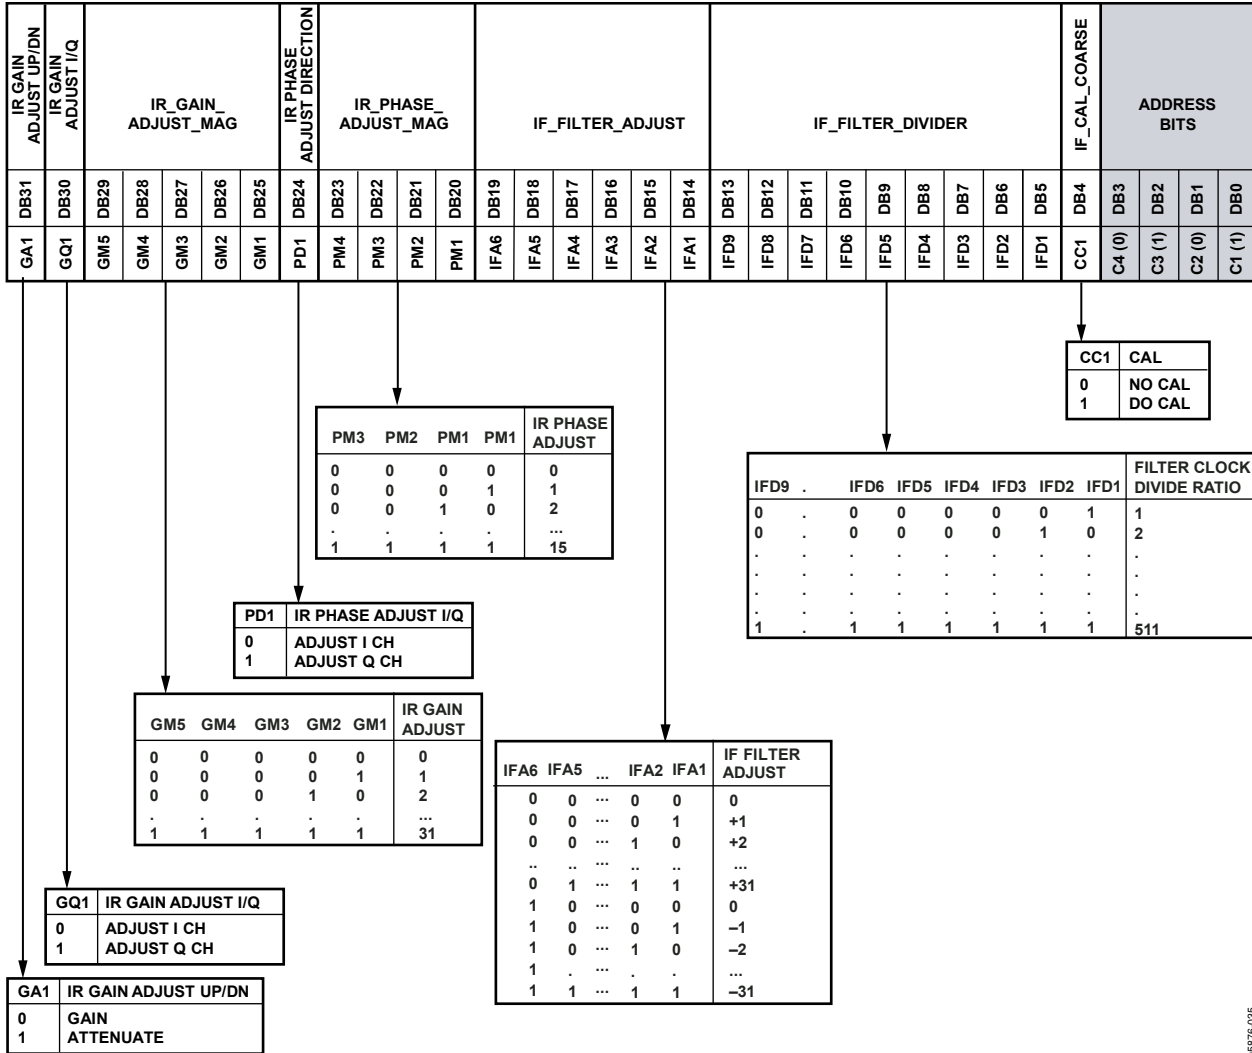 IR GAIN
ADJUST UP/DN
IR GAIN
ADJUST I/Q
IR_GAIN_
ADJUST_MAG
IR PHASE
ADJUST DIRECTION
IR_PHASE_
ADJUST_MAG
IF_FILTER_ADJUST
IF_FILTER_DIVIDER
IF_CAL_COARSE
ADDRESS
BITS
DB31 DB30 DB29 DB28 DB27 DB26 DB25 DB24 DB23 DB22 DB21 DB20 DB19 DB18 DB17 DB16 DB15 DB14 DB13 DB12 DB11 DB10 DB9 DB8 DB7 DB6 DB5 DB4 DB3 DB2 DB1 DB0
GA1 GQ1 GM5 GM4 GM3 GM2 GM1 PD1 PM4 PM3 PM2 PM1 IFA6 IFA5 IFA4 IFA3 IFA2 IFA1 IFD9 IFD8 IFD7 IFD6 IFD5 IFD4 IFD3 IFD2 IFD1 CC1 C4 (0) C3 (1) C2 (0) C1 (1)
CC1 CAL
0 NO CAL
1 DO CAL
PM3 PM2 PM1 PM1 IR PHASE
ADJUST
0 0 0 0 0
0 0 0 1 1
0 0 1 0 2
. . . . ...
1 1 1 1 15
IFD9 . IFD6 IFD5 IFD4 IFD3 IFD2 IFD1 FILTER CLOCK
DIVIDE RATIO
0 . 0 0 0 0 0 1 1
0 . 0 0 0 0 1 0 2
. . . . . . . . .
. . . . . . . . .
. . . . . . . . .
. . . . . . . . .
1 . 1 1 1 1 1 1 511
PD1 IR PHASE ADJUST I/Q
0 ADJUST I CH
1 ADJUST Q CH
GM5 GM4 GM3 GM2 GM1 IR GAIN
ADJUST
0 0 0 0 0 0
0 0 0 0 1 1
0 0 0 1 0 2
. . . . . ...
1 1 1 1 1 31
IFA6 IFA5 ... IFA2 IFA1 IF FILTER
ADJUST
0 0 ... 0 0 0
0 0 ... 0 1 +1
0 0 ... 1 0 +2
.. .. ... .. .. ...
0 1 ... 1 1 +31
1 0 ... 0 0 0
1 0 ... 0 1 –1
1 0 ... 1 0 –2
1 . ... . . ...
1 1 ... 1 1 –31
GQ1 IR GAIN ADJUST I/Q
0 ADJUST I CH
1 ADJUST Q CH
GA1 IR GAIN ADJUST UP/DN
0 GAIN
1 ATTENUATE